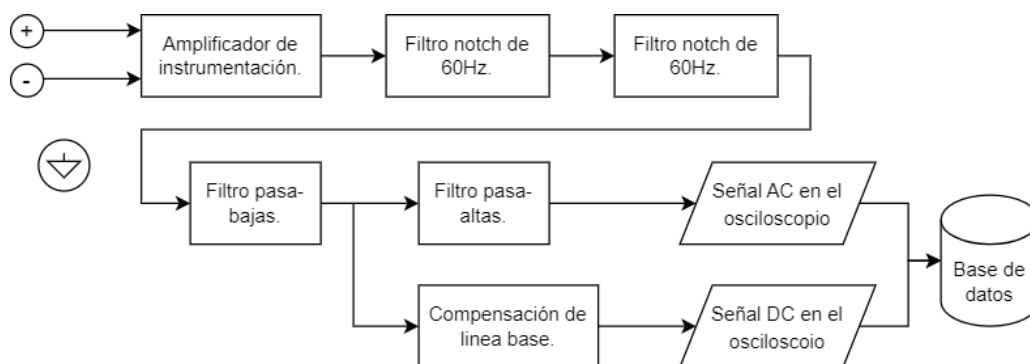 +
-
Amplificador de
instrumentación.
Filtro notch de
60Hz.
Filtro notch de
60Hz.
Filtro pasa-
bajas.
Filtro pasa-
altas.
Señal AC en el
osciloscopio
Compensación de
linea base.
Señal DC en el
osciloscoio
Base de
datos